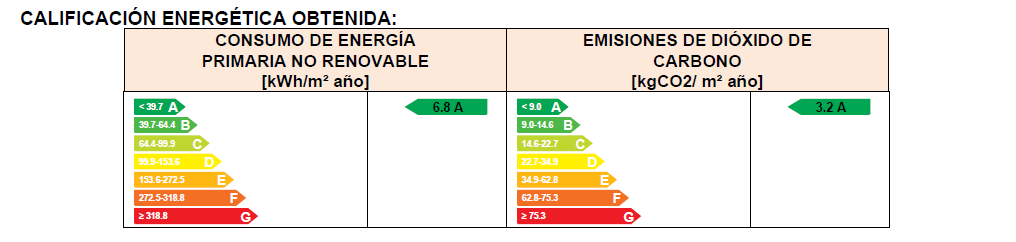 CALIFICACIÓN ENERGÉTICA OBTENIDA:
CONSUMO DE ENERGÍA
PRIMARIA NO RENOVABLE
[kWh/m² año]
EMISIONES DE DIÓXIDO DE
CARBONO
[kgCO2/ m² año]
< 39.7 A
39.7-64.4 B
64.4-99.9 C
99.9-153.6 D
153.6-272.5 E
272.5-318.8 F
≥ 318.8 G
6.8 A
< 9.0 A
9.0-14.6 B
14.6-22.7 C
22.7-34.9 D
34.9-62.8 E
62.8-75.3 F
≥ 75.3 G
3.2 A